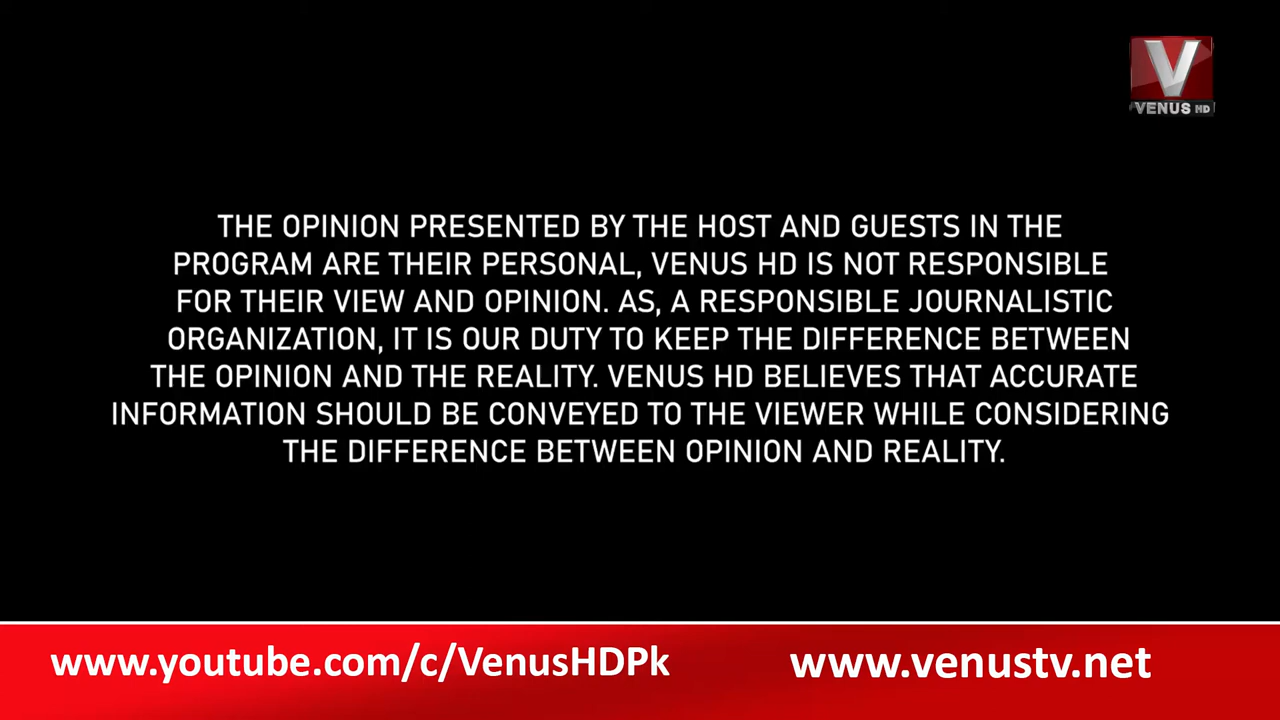 V
VENUS HD
THE OPINION PRESENTED BY THE HOST AND GUESTS IN THE
PROGRAM ARE THEIR PERSONAL, VENUS HD IS NOT RESPONSIBLE
FOR THEIR VIEW AND OPINION. AS, A RESPONSIBLE JOURNALISTIC
ORGANIZATION, IT IS OUR DUTY TO KEEP THE DIFFERENCE BETWEEN
THE OPINION AND THE REALITY. VENUS HD BELIEVES THAT ACCURATE
INFORMATION SHOULD BE CONVEYED TO THE VIEWER WHILE CONSIDERING
THE DIFFERENCE BETWEEN OPINION AND REALITY.
www.youtube.com/c/VenusHDPk
www.venustv.net